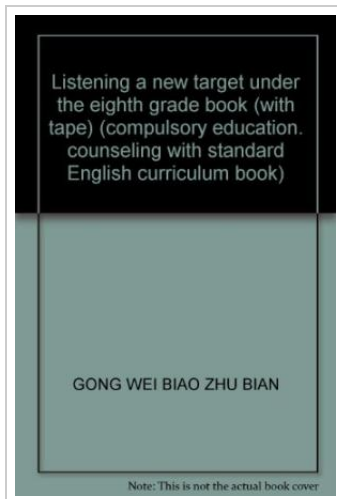 Listening a new target under
the eighth grade book (with
tape) (compulsory education.
counseling with standard
English curriculum book)
GONG WEI BIAO ZHU BIAN
Note: This is not the actual book cover